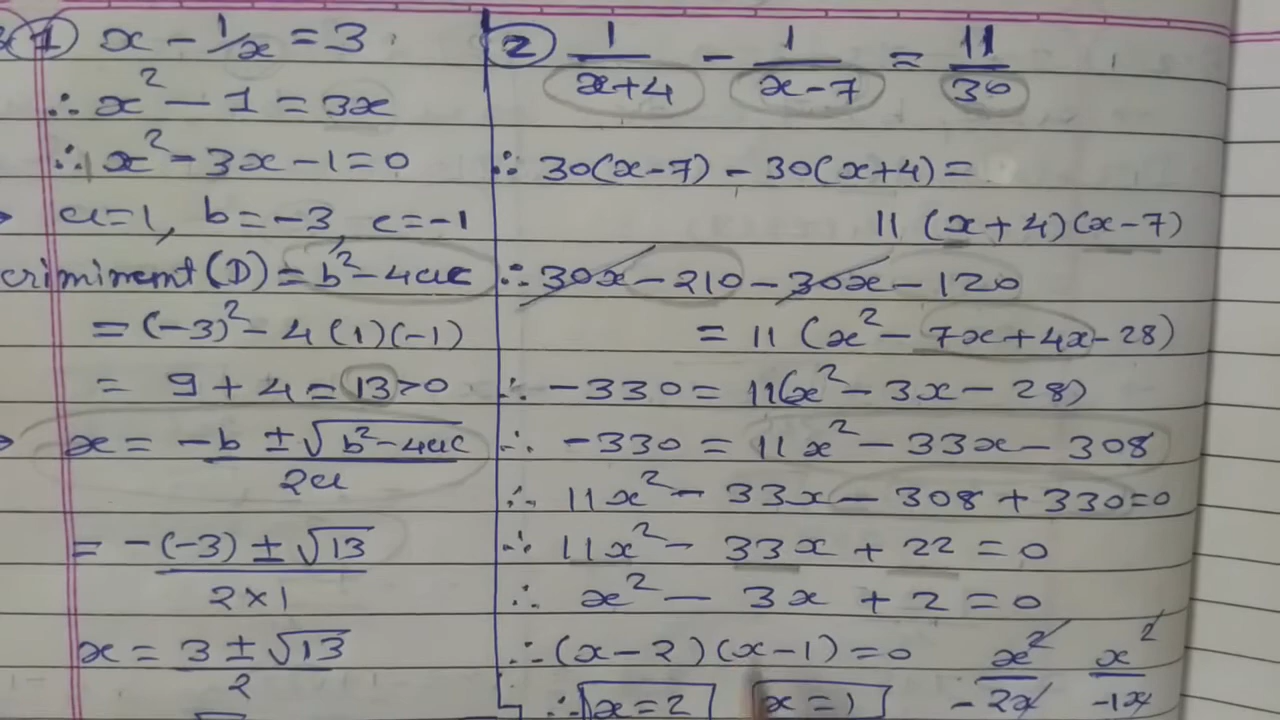 ① x - 1/x = 3
∴ x² - 1 = 3x
∴ x² - 3x - 1 = 0
a=1, b=-3, c=-1
criminent (D) = b² - 4ac
= (-3)² - 4(1)(-1)
= 9 + 4 = 13 > 0
x = (-b ± √(b² - 4ac)) / 2a
= (-(-3) ± √13) / (2×1)
x = (3 ± √13) / 2
② 1/(x+4) - 1/(x-7) = 11/30
∴ 30(x-7) - 30(x+4) =
11 (x+4)(x-7)
∴ 30x - 210 - 30x - 120
= 11 (x² - 7x + 4x - 28)
∴ -330 = 11(x² - 3x - 28)
∴ -330 = 11x² - 33x - 308
∴ 11x² - 33x - 308 + 330 = 0
∴ 11x² - 33x + 22 = 0
∴ x² - 3x + 2 = 0
∴ (x-2)(x-1) = 0 x²/-2x x²/-1x
∴ x=2 x=1